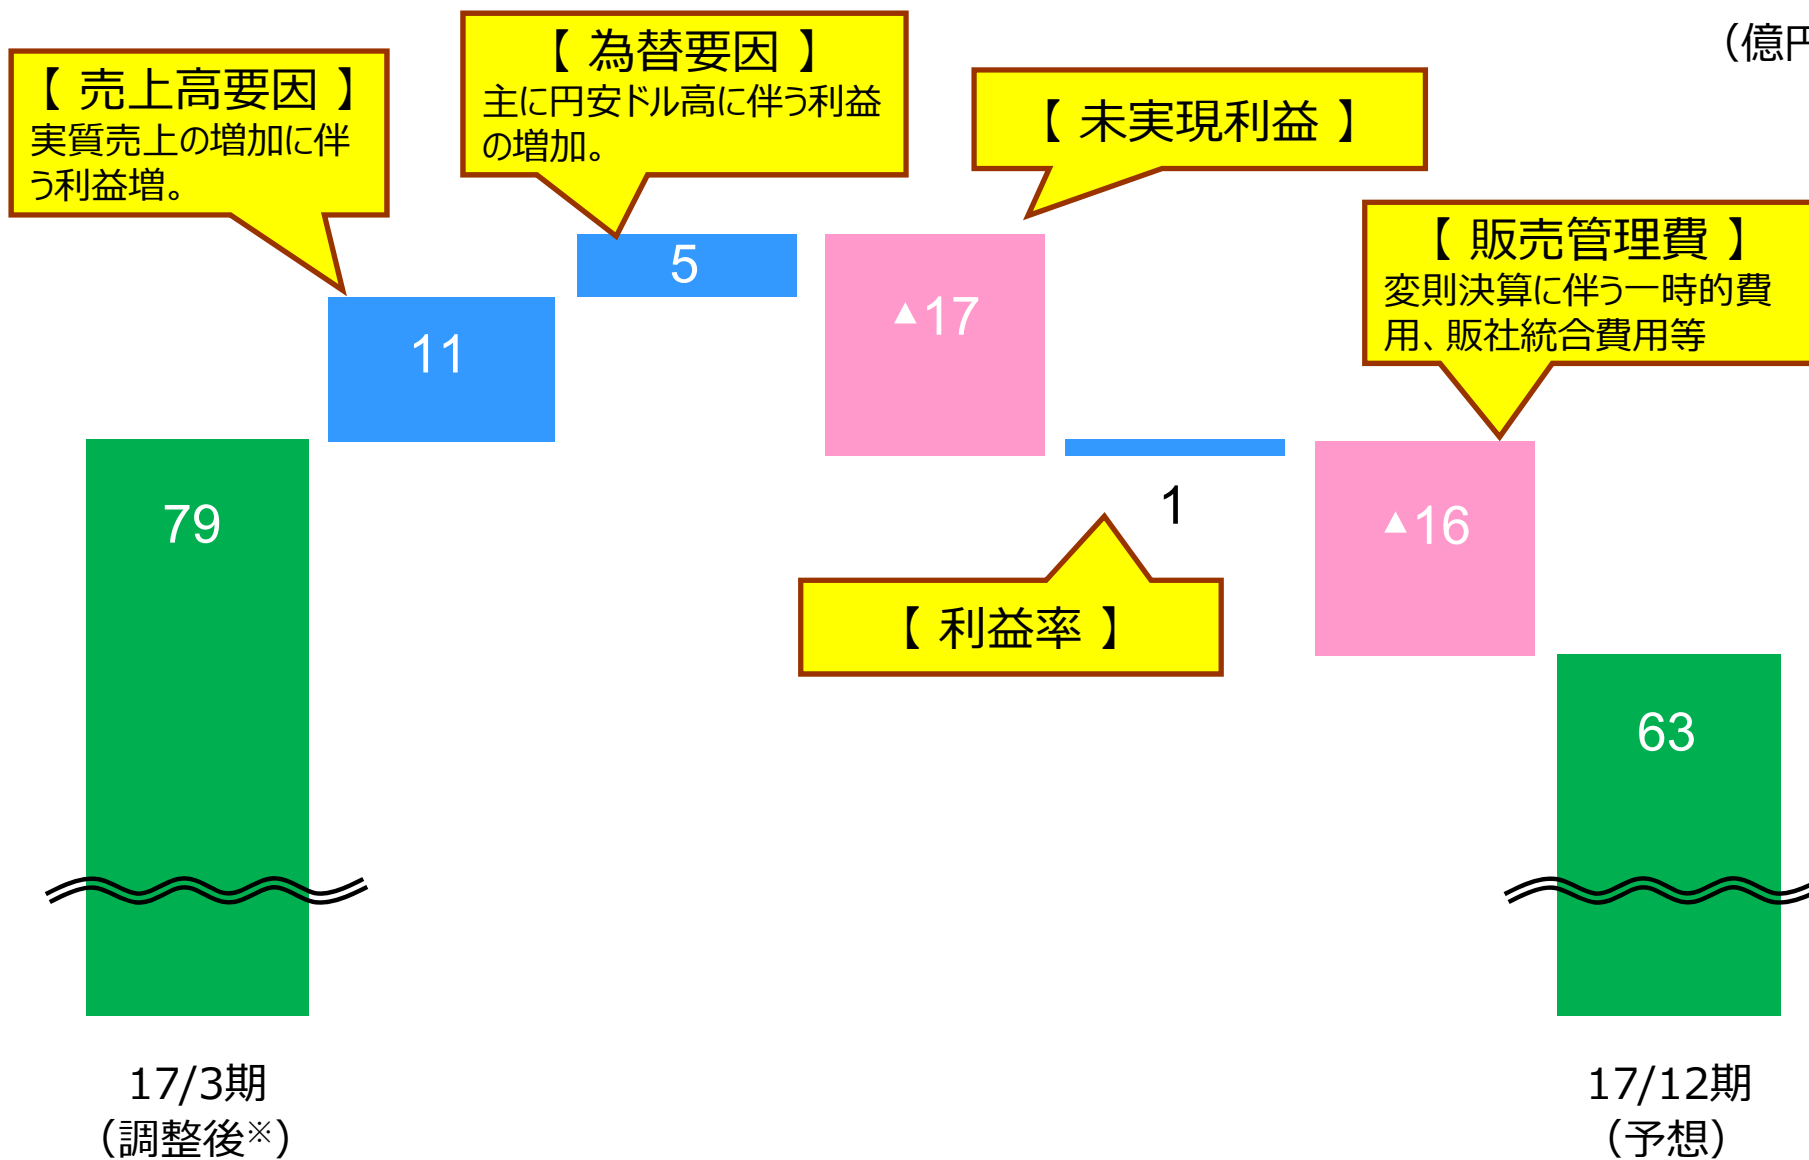 （億円
【 売上高要因 】
実質売上の増加に伴
う利益増。
【 為替要因 】
主に円安ドル高に伴う利益
の増加。
【 未実現利益 】
【 販売管理費 】
変則決算に伴う一時的費
用、販社統合費用等
5
▲17
11
79
1
▲16
【 利益率 】
63
17/3期
（調整後※）
17/12期
（予想）